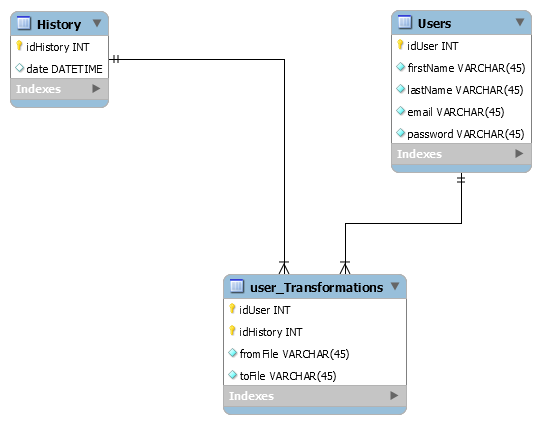 History
idHistory INT
date DATETIME
Indexes
Users
idUser INT
firstName VARCHAR(45)
lastName VARCHAR(45)
email VARCHAR(45)
password VARCHAR(45)
Indexes
user_Transformations
idUser INT
idHistory INT
fromFile VARCHAR(45)
toFile VARCHAR(45)
Indexes